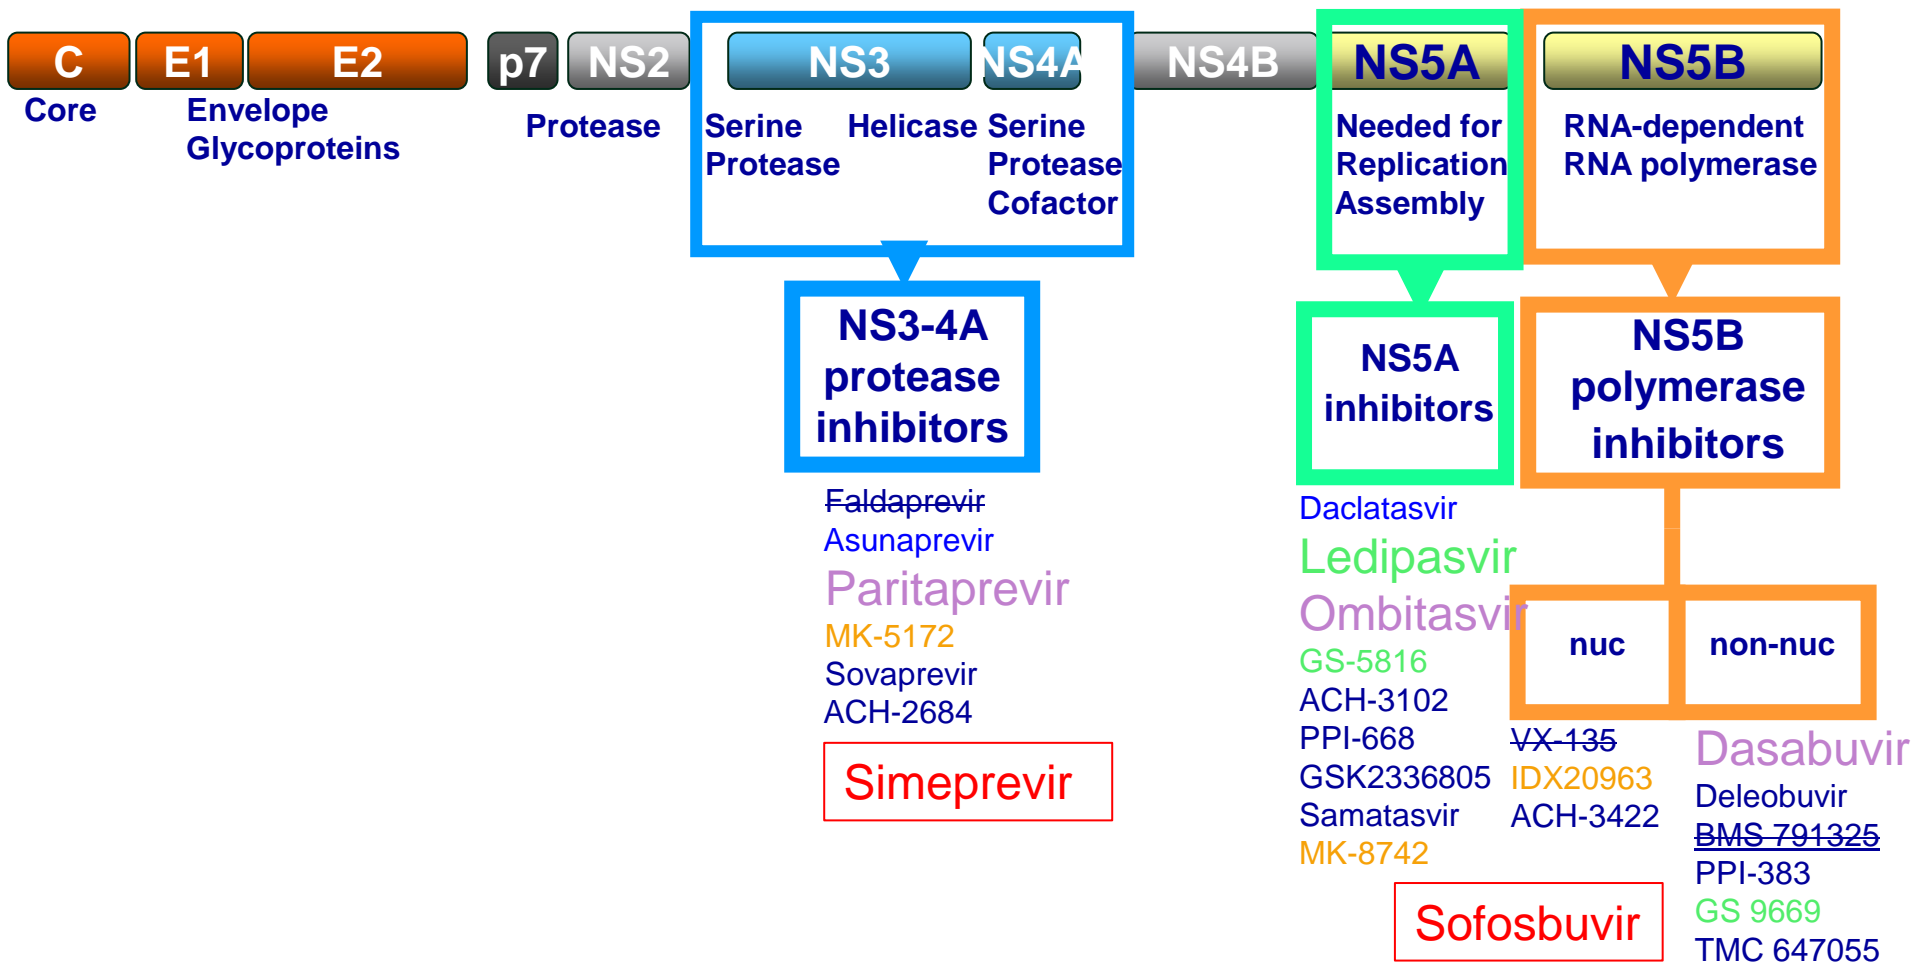 C
E1
E2
p7
NS2
NS3
NS4A
NS4B
NS5A
NS5B
Core
Envelope
Glycoproteins
Protease
Serine
Protease
Helicase
Serine
Protease
Cofactor
Needed for
Replication
Assembly
RNA-dependent
RNA polymerase
NS3-4A
protease
inhibitors
NS5A
inhibitors
NS5B
polymerase
inhibitors
Faldaprevir
Asunaprevir
Paritaprevir
MK-5172
Sovaprevir
ACH-2684
Simeprevir
Daclatasvir
Ledipasvir
Ombitasvir
GS-5816
ACH-3102
PPI-668
GSK2336805
Samatasvir
MK-8742
nuc
non-nuc
VX-135
IDX20963
ACH-3422
Sofosbuvir
Dasabuvir
Deleobuvir
BMS 791325
PPI-383
GS 9669
TMC 647055